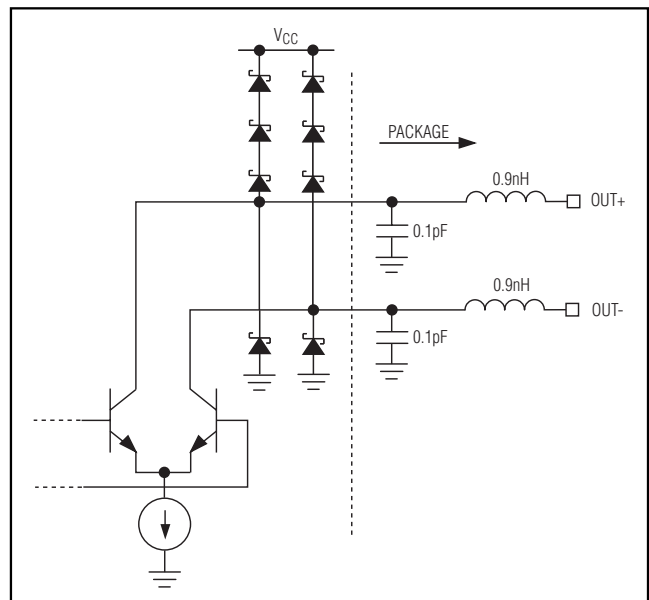 VCC
PACKAGE
0.9nH
OUT+
0.1pF
0.9nH
OUT-
0.1pF